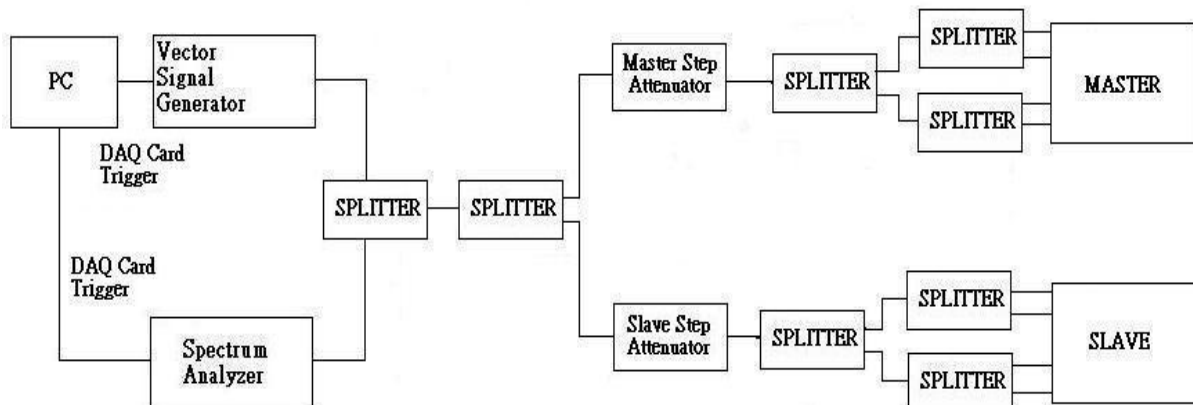 PC
Vector
Signal
Generator
DAQ Card
Trigger
DAQ Card
Trigger
Spectrum
Analyzer
SPLITTER
SPLITTER
Master Step
Attenuator
SPLITTER
SPLITTER
SPLITTER
MASTER
Slave Step
Attenuator
SPLITTER
SPLITTER
SPLITTER
SLAVE